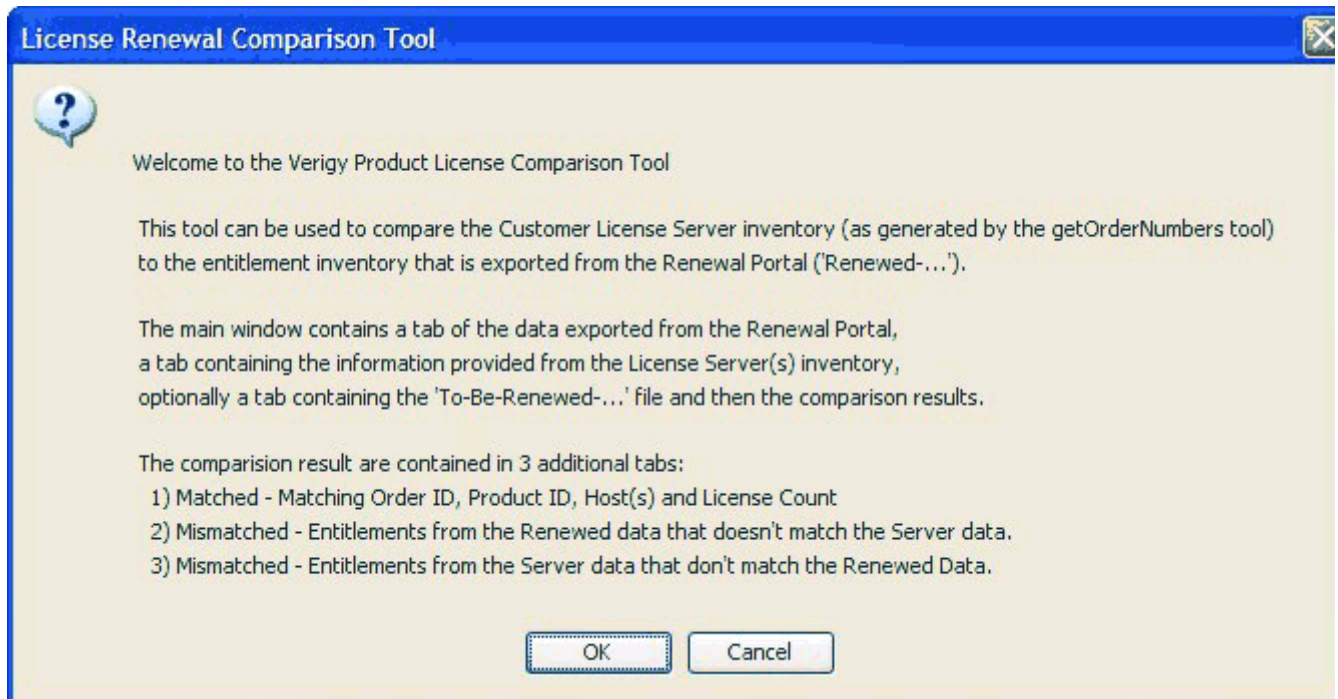 License Renewal Comparison Tool
Welcome to the Verigy Product License Comparison Tool
This tool can be used to compare the Customer License Server inventory (as generated by the getOrderNumbers tool)
to the entitlement inventory that is exported from the Renewal Portal ('Renewed-...').
The main window contains a tab of the data exported from the Renewal Portal,
a tab containing the information provided from the License Server(s) inventory,
optionally a tab containing the 'To-Be-Renewed-...' file and then the comparison results.
The comparision result are contained in 3 additional tabs:
1) Matched - Matching Order ID, Product ID, Host(s) and License Count
2) Mismatched - Entitlements from the Renewed data that doesn't match the Server data.
3) Mismatched - Entitlements from the Server data that don't match the Renewed Data.
OK
Cancel